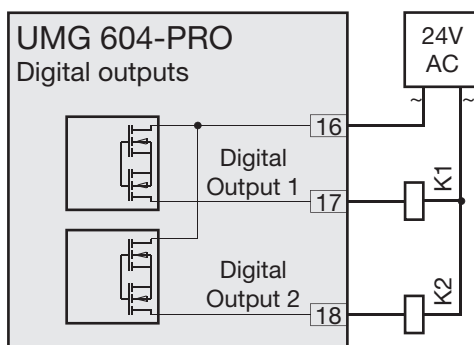 UMG 604-PRO
Digital outputs
24V
AC
~ ~
16
Digital
Output 1
17
K1
Digital
Output 2
18
K2